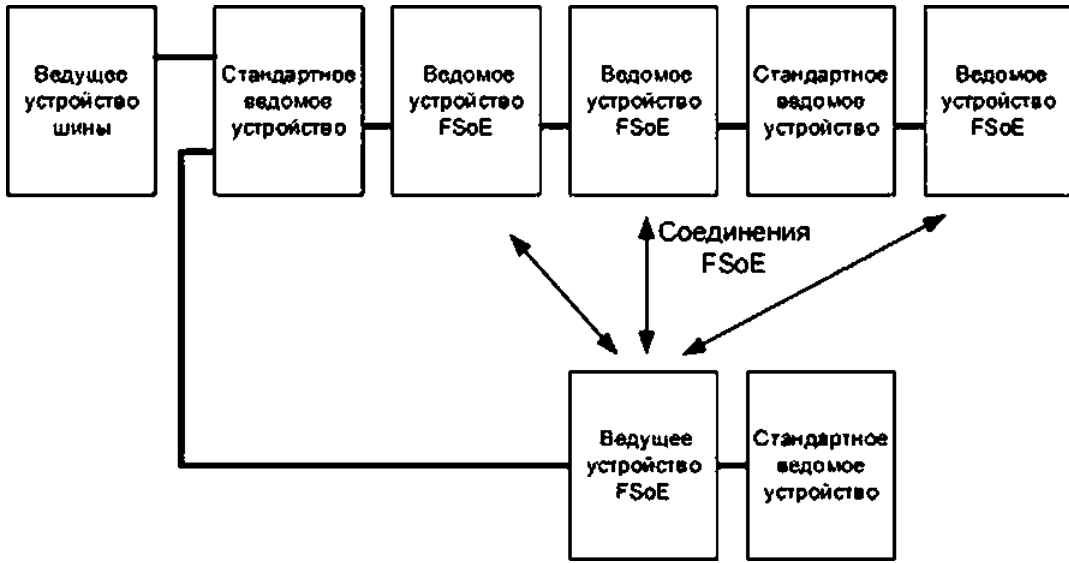 Ведущее
устройство
шины
Стандартное
ведомое
устройство
Ведомое
устройство
FSoE
Ведомое
устройство
FSoE
Стандартное
ведомое
устройство
Ведомое
устройство
FSoE
Соединения
FSoE
Ведущее
устройство
FSoE
Стандартное
ведомое
устройство